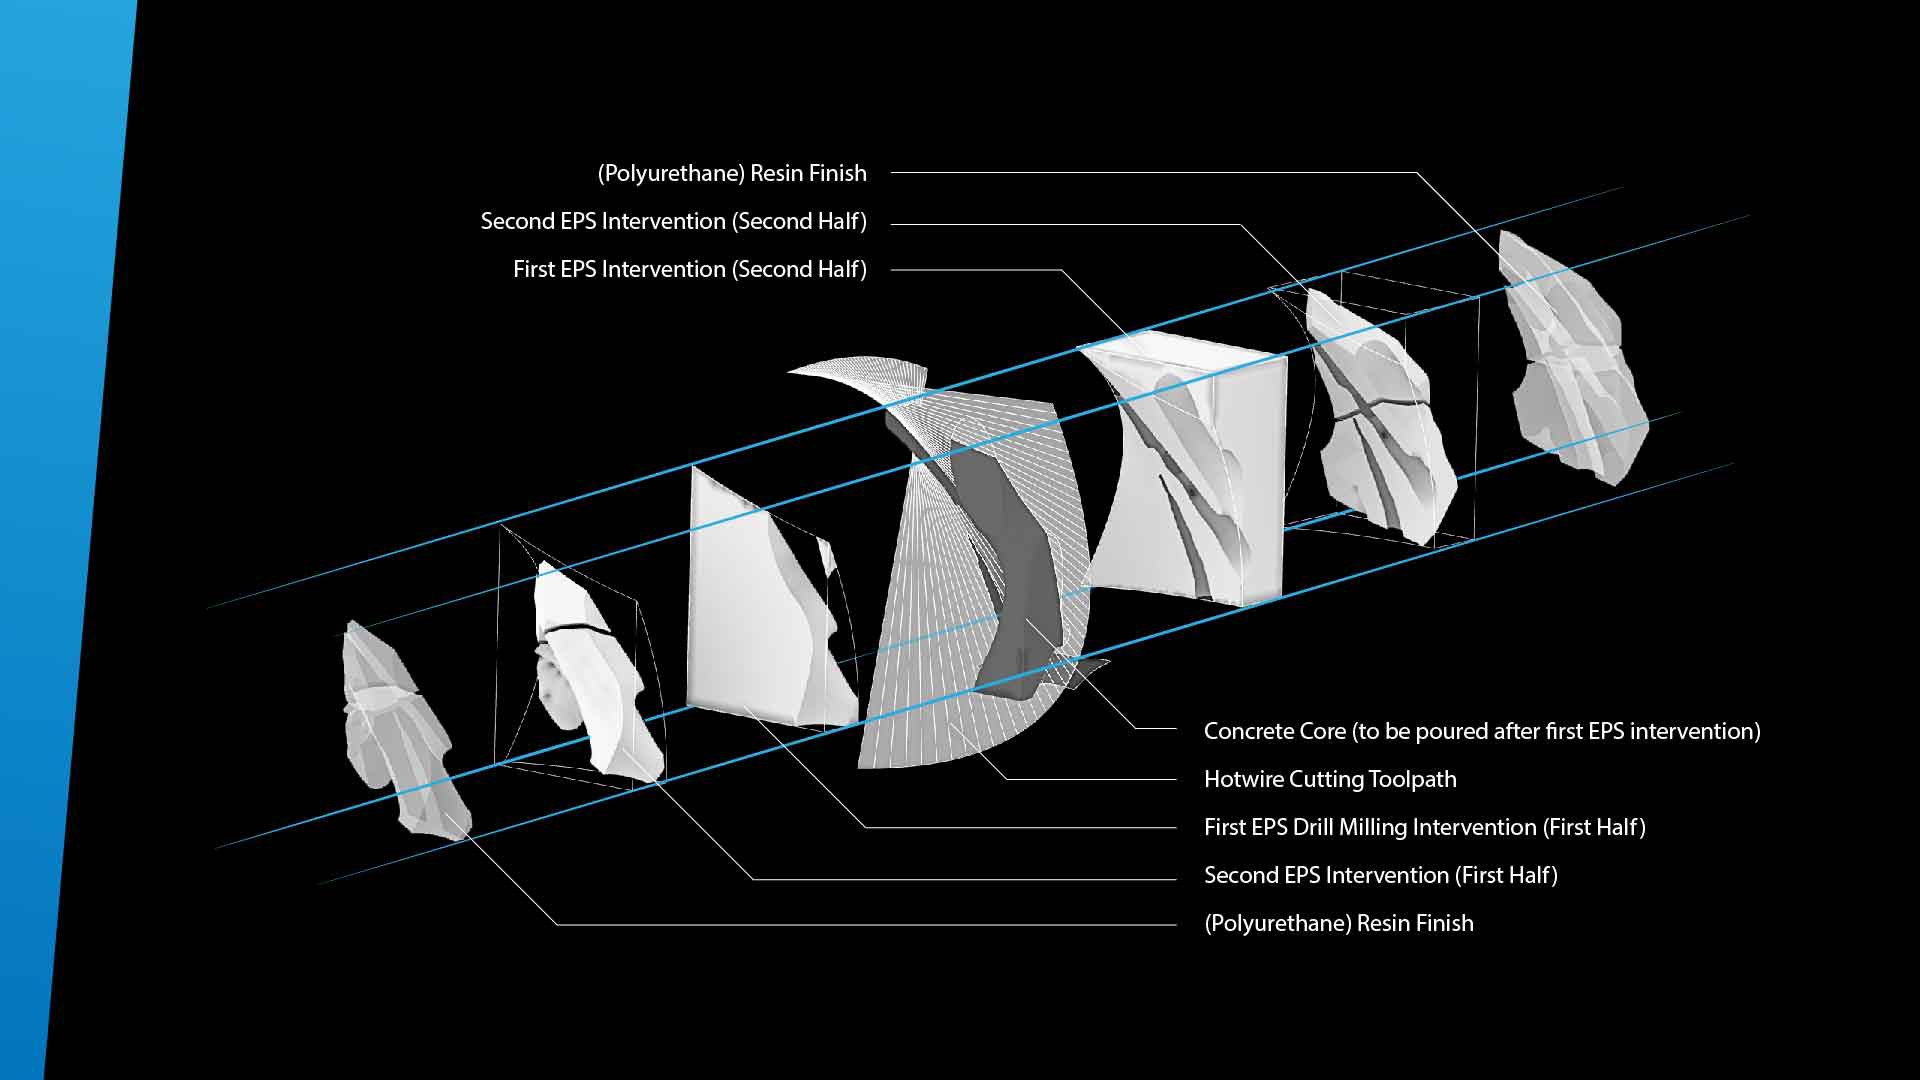 (Polyurethane) Resin Finish
Second EPS Intervention (Second Half)
First EPS Intervention (Second Half)
Concrete Core (to be poured after first EPS intervention)
Hotwire Cutting Toolpath
First EPS Drill Milling Intervention (First Half)
Second EPS Intervention (First Half)
(Polyurethane) Resin Finish